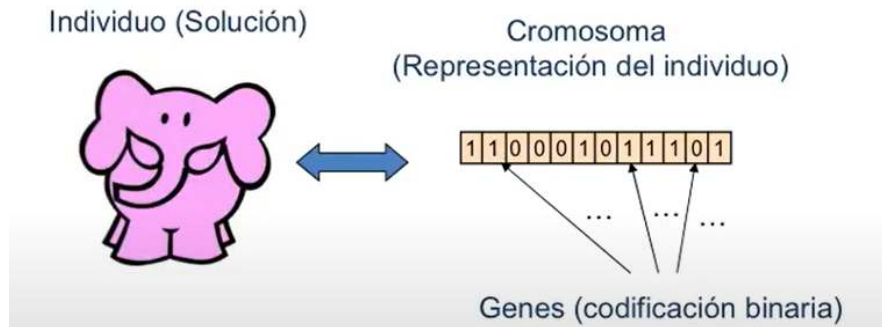 Individuo (Solución)
Cromosoma
(Representación del individuo)
1 1 0 0 0 1 0 1 1 1 0 1
... ... ...
Genes (codificación binaria)